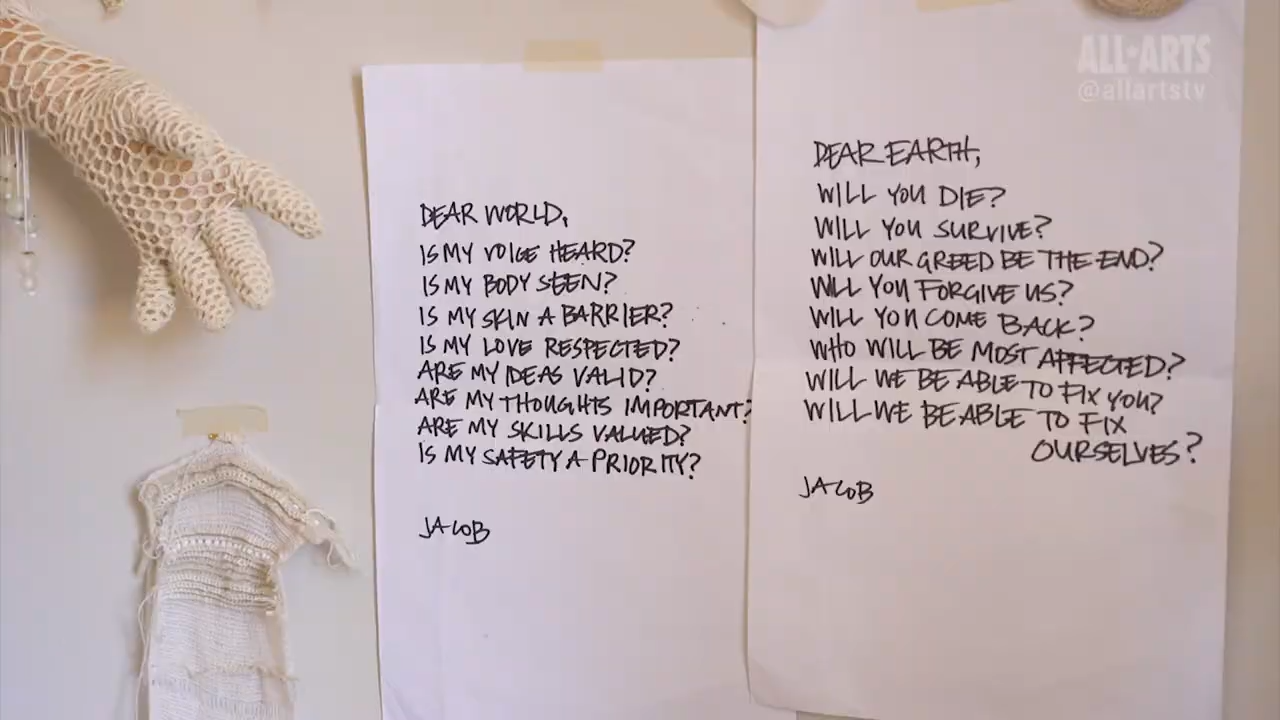 ALL★ARTS
@allartstv
DEAR WORLD,
IS MY VOICE HEARD?
IS MY BODY SEEN?
IS MY SKIN A BARRIER?
IS MY LOVE RESPECTED?
ARE MY IDEAS VALID?
ARE MY THOUGHTS IMPORTANT?
ARE MY SKILLS VALUED?
IS MY SAFETY A PRIORITY?
JACOB
DEAR EARTH,
WILL YOU DIE?
WILL YOU SURVIVE?
WILL OUR GREED BE THE END?
WILL YOU FORGIVE US?
WILL YOU COME BACK?
WHO WILL BE MOST AFFECTED?
WILL WE BE ABLE TO FIX YOU?
WILL WE BE ABLE TO FIX
OURSELVES?
JACOB